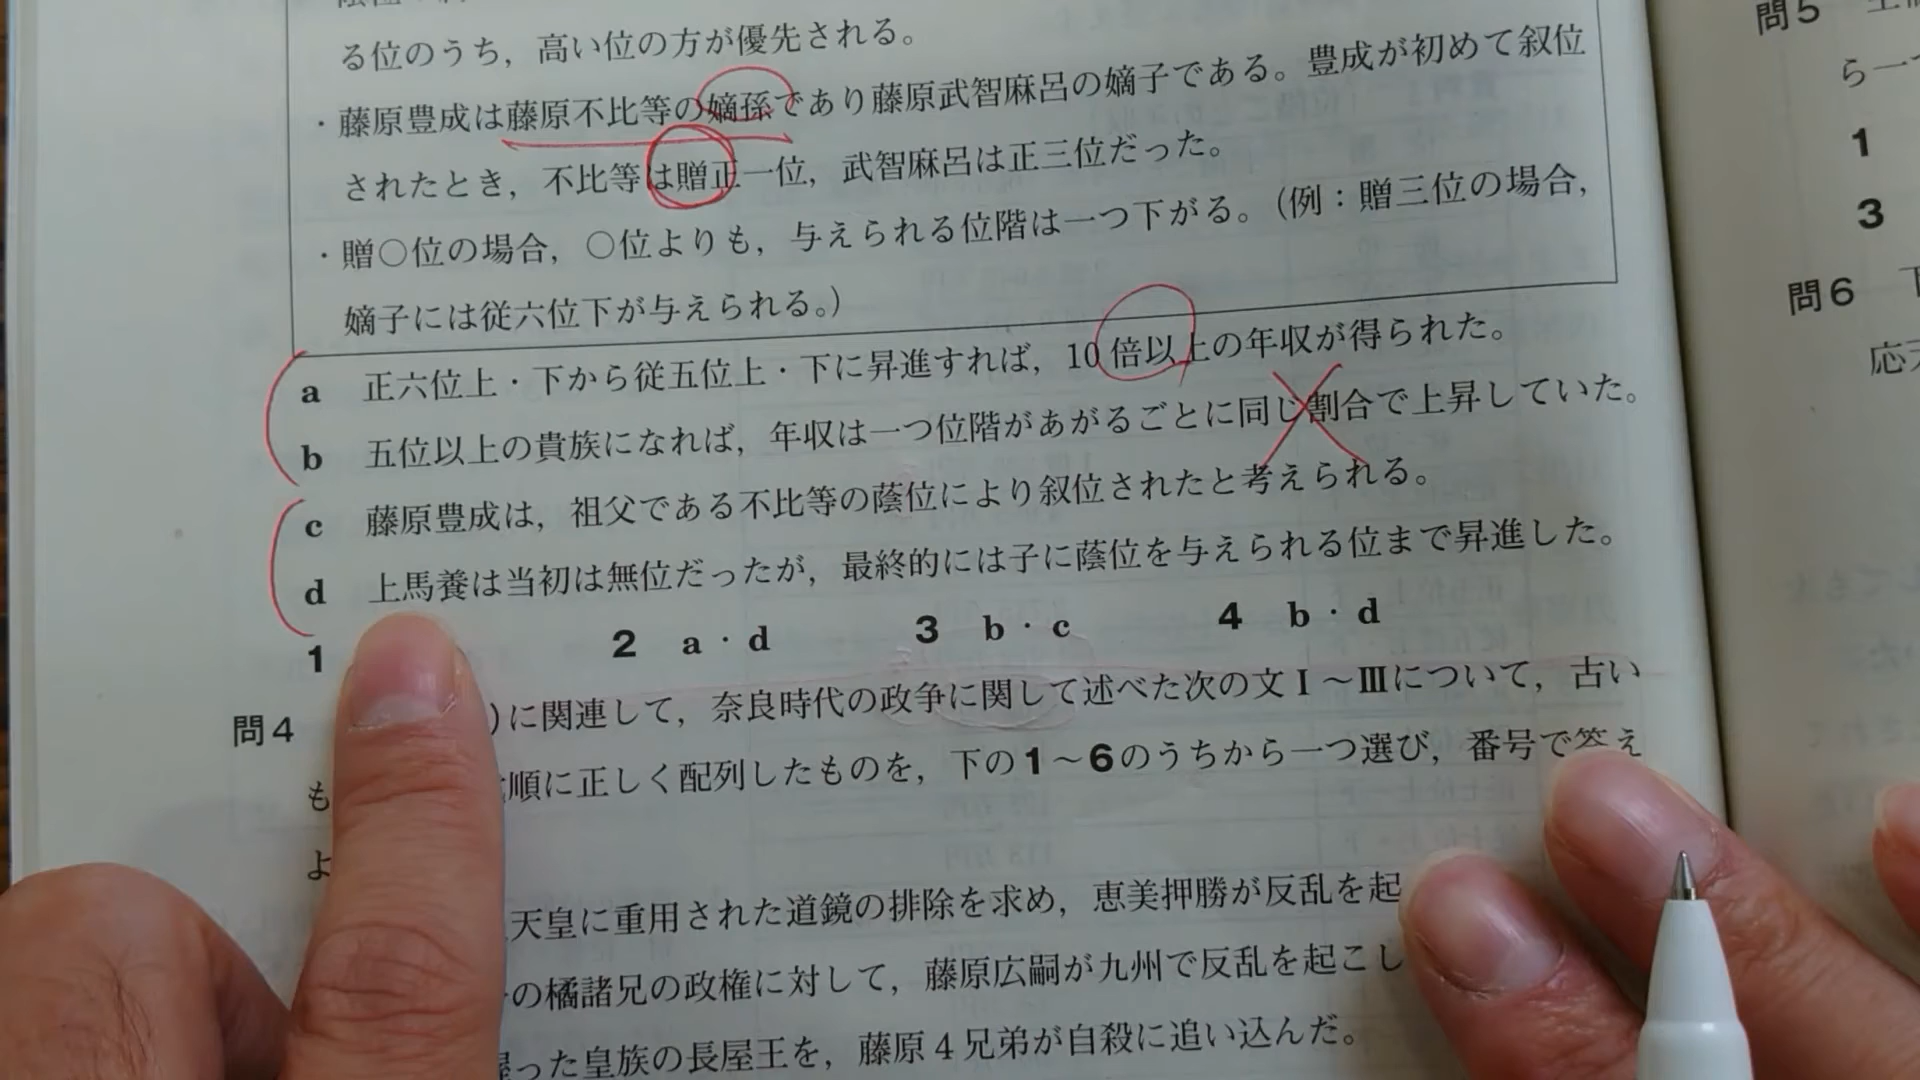 る位のうち，高い位の方が優先される。
・藤原豊成は藤原不比等の嫡孫であり藤原武智麻呂の嫡子である。豊成が初めて叙位
されたとき，不比等は贈正一位，武智麻呂は正三位だった。
・贈○位の場合，○位よりも，与えられる位階は一つ下がる。（例：贈三位の場合，
嫡子には従六位下が与えられる。）
a 正六位上・下から従五位上・下に昇進すれば，10倍以上の年収が得られた。
b 五位以上の貴族になれば，年収は一つ位階があがるごとに同じ割合で上昇していた。
c 藤原豊成は，祖父である不比等の蔭位により叙位されたと考えられる。
d 上馬養は当初は無位だったが，最終的には子に蔭位を与えられる位まで昇進した。
1 2 a・d 3 b・c 4 b・d
問4 )に関連して，奈良時代の政争に関して述べた次の文Ⅰ～Ⅲについて，古い
も 順に正しく配列したものを，下の1～6のうちから一つ選び，番号で答え
よ
天皇に重用された道鏡の排除を求め，恵美押勝が反乱を起
の橘諸兄の政権に対して，藤原広嗣が九州で反乱を起こし
った皇族の長屋王を，藤原4兄弟が自殺に追い込んだ。
問5
ら一
1
3
問6
応天